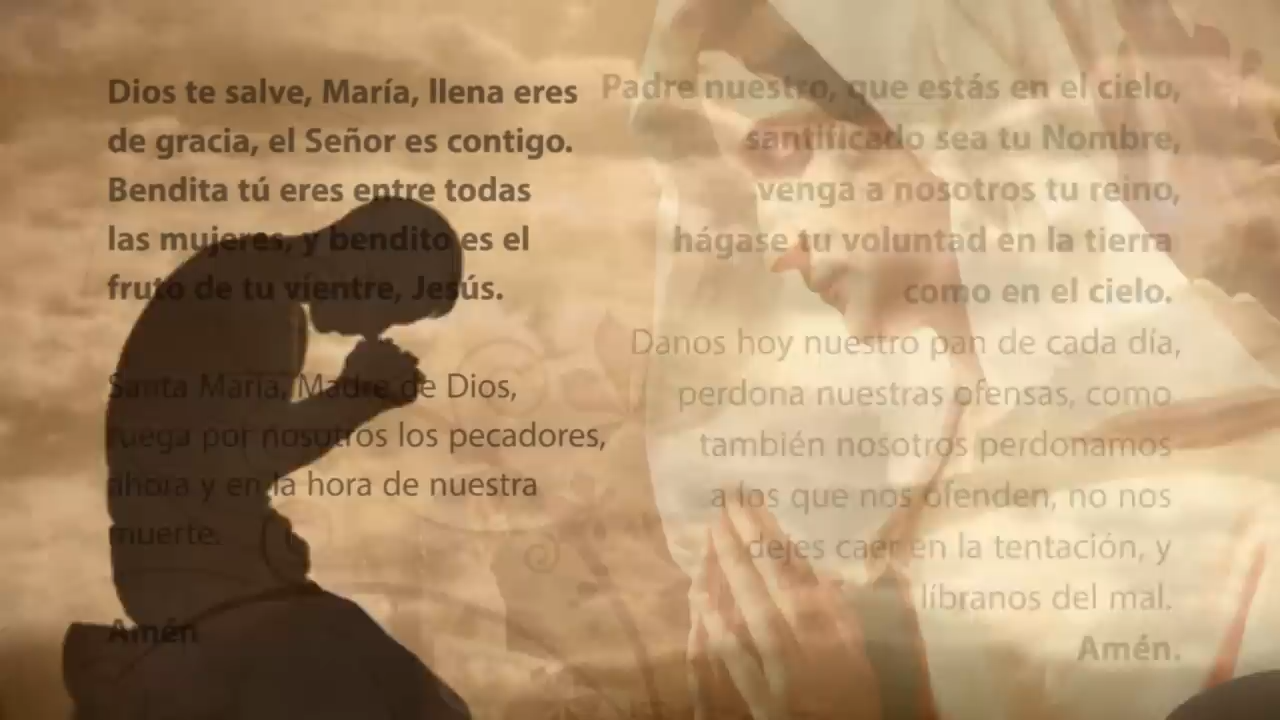 Dios te salve, María, llena eres
de gracia, el Señor es contigo.
Bendita tú eres entre todas
las mujeres, y bendito es el
fruto de tu vientre, Jesús.
Santa María, Madre de Dios,
ruega por nosotros los pecadores,
ahora y en la hora de nuestra
muerte.
Amén
Padre nuestro, que estás en el cielo,
santificado sea tu Nombre,
venga a nosotros tu reino,
hágase tu voluntad en la tierra
como en el cielo.
Danos hoy nuestro pan de cada día,
perdona nuestras ofensas, como
también nosotros perdonamos
a los que nos ofenden, no nos
dejes caer en la tentación, y
líbranos del mal.
Amén.